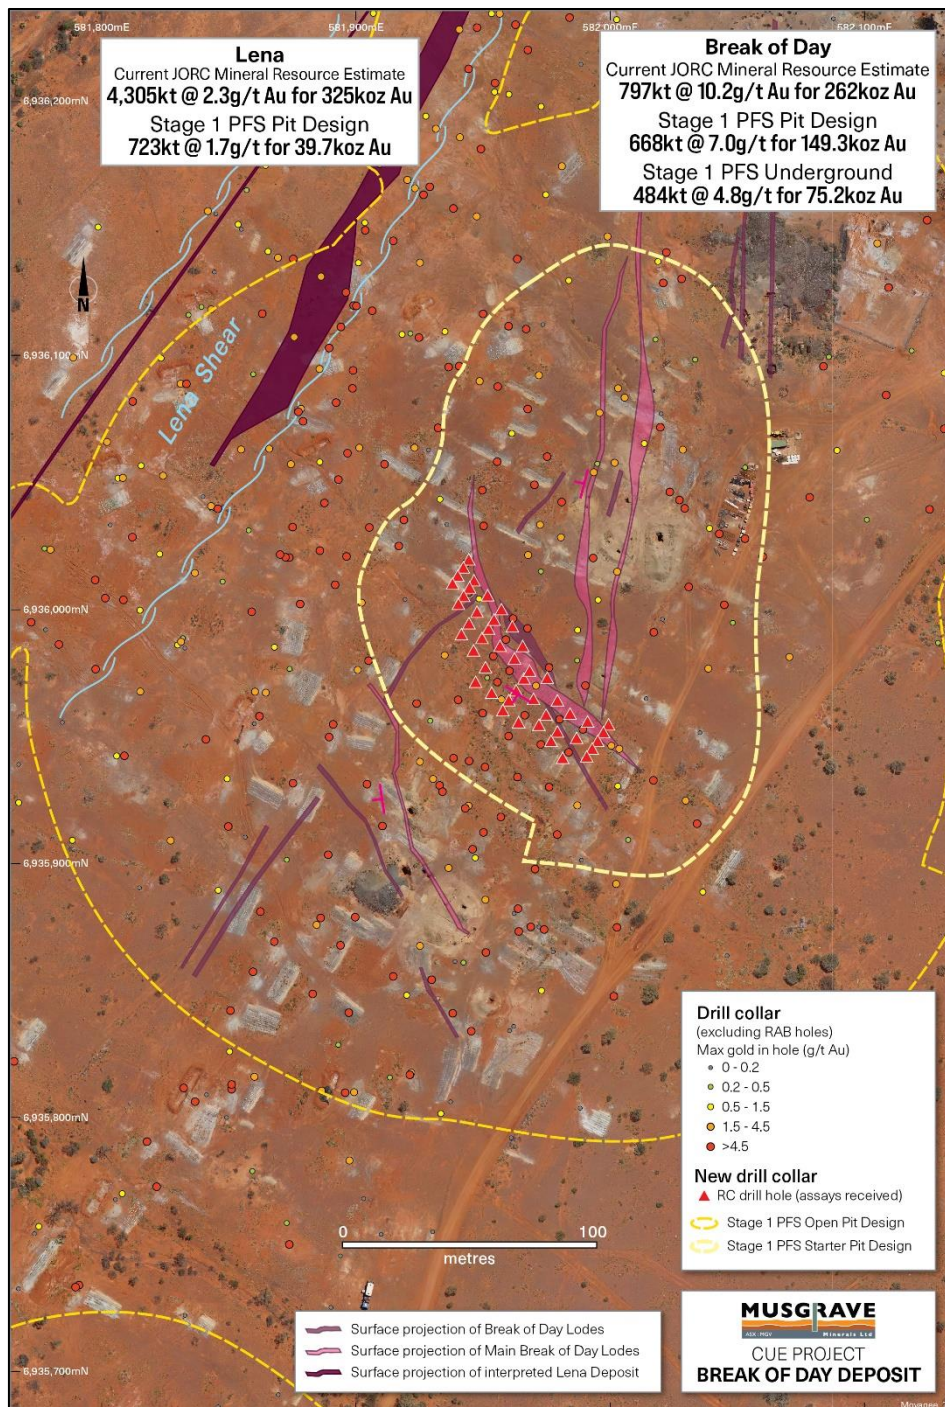 581,800mE
581,900mE
582,000mE
582,100mE
Lena
Current JORC Mineral Resource Estimate
4,305kt @ 2.3g/t Au for 325koz Au
Stage 1 PFS Pit Design
723kt @ 1.7g/t for 39.7koz Au
Break of Day
Current JORC Mineral Resource Estimate
797kt @ 10.2g/t Au for 262koz Au
Stage 1 PFS Pit Design
668kt @ 7.0g/t for 149.3koz Au
Stage 1 PFS Underground
484kt @ 4.8g/t for 75.2koz Au
6,936,200mN
N
6,936,100mN
Lena Shear
6,936,000mN
6,935,900mN
6,935,800mN
6,935,700mN
Drill collar
(excluding RAB holes)
Max gold in hole (g/t Au)
0 - 0.2
0.2 - 0.5
0.5 - 1.5
1.5 - 4.5
>4.5
New drill collar
RC drill hole (assays received)
Stage 1 PFS Open Pit Design
Stage 1 PFS Starter Pit Design
0 100
metres
Surface projection of Break of Day Lodes
Surface projection of Main Break of Day Lodes
Surface projection of interpreted Lena Deposit
MUSGRAVE
ASX: MGV Minerals Ltd
CUE PROJECT
BREAK OF DAY DEPOSIT